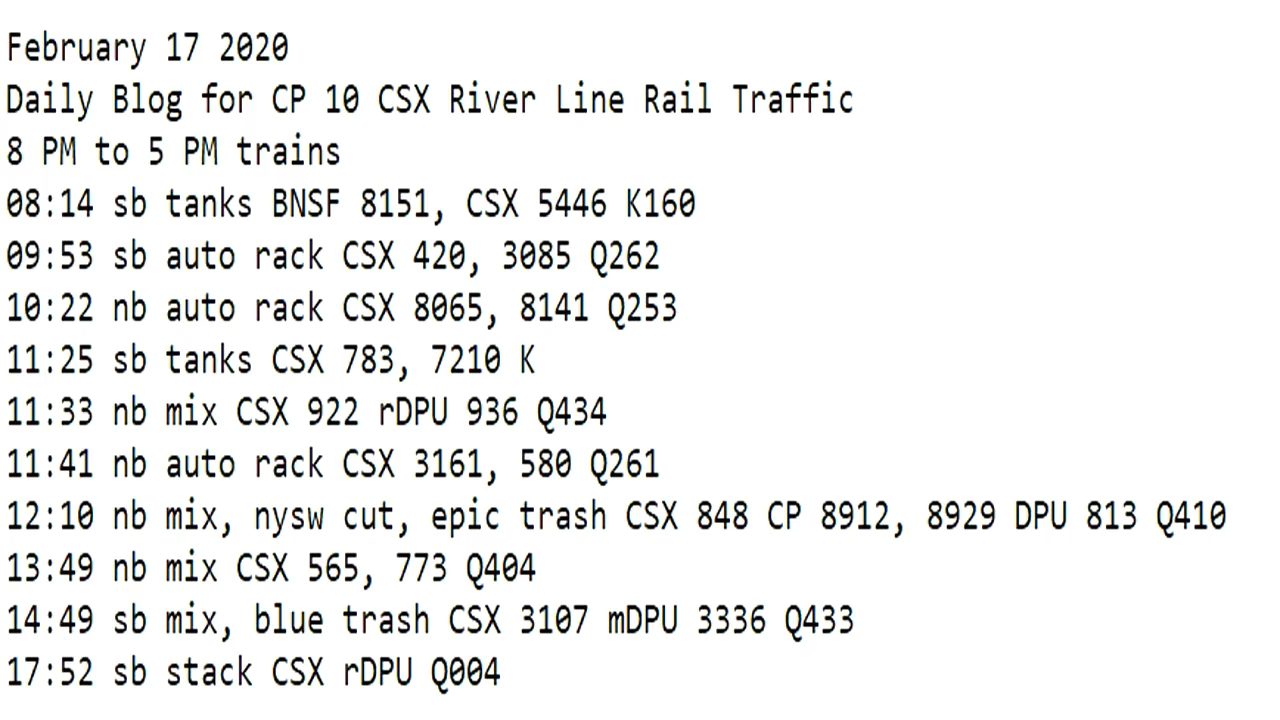 February 17 2020
Daily Blog for CP 10 CSX River Line Rail Traffic
8 PM to 5 PM trains
08:14 sb tanks BNSF 8151, CSX 5446 K160
09:53 sb auto rack CSX 420, 3085 Q262
10:22 nb auto rack CSX 8065, 8141 Q253
11:25 sb tanks CSX 783, 7210 K
11:33 nb mix CSX 922 rDPU 936 Q434
11:41 nb auto rack CSX 3161, 580 Q261
12:10 nb mix, nysw cut, epic trash CSX 848 CP 8912, 8929 DPU 813 Q410
13:49 nb mix CSX 565, 773 Q404
14:49 sb mix, blue trash CSX 3107 mDPU 3336 Q433
17:52 sb stack CSX rDPU Q004